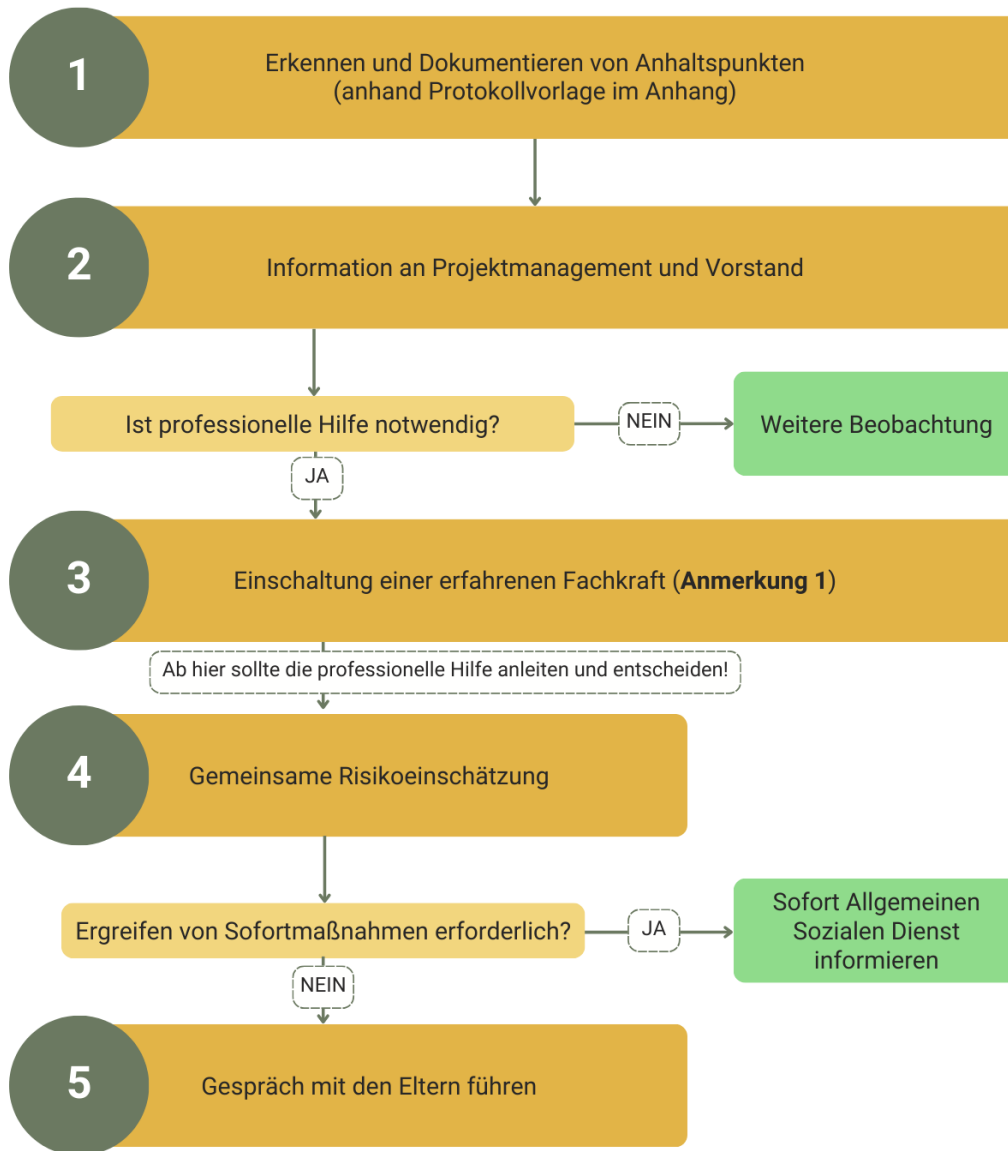 1
Erkennen und Dokumentieren von Anhaltspunkten
(anhand Protokollvorlage im Anhang)
2
Information an Projektmanagement und Vorstand
Ist professionelle Hilfe notwendig?
NEIN
Weitere Beobachtung
JA
3
Einschaltung einer erfahrenen Fachkraft (Anmerkung 1)
Ab hier sollte die professionelle Hilfe anleiten und entscheiden!
4
Gemeinsame Risikoeinschätzung
Ergreifen von Sofortmaßnahmen erforderlich?
JA
Sofort Allgemeinen
Sozialen Dienst
informieren
NEIN
5
Gespräch mit den Eltern führen